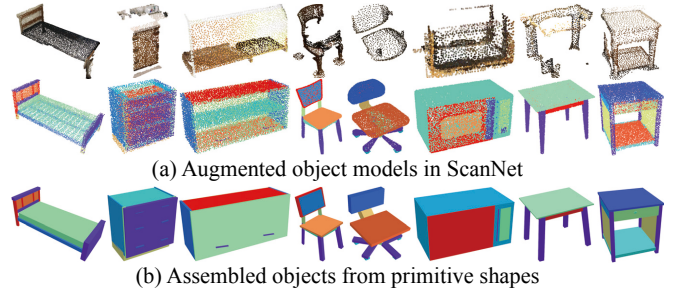 (a) Augmented object models in ScanNet
(b) Assembled objects from primitive shapes